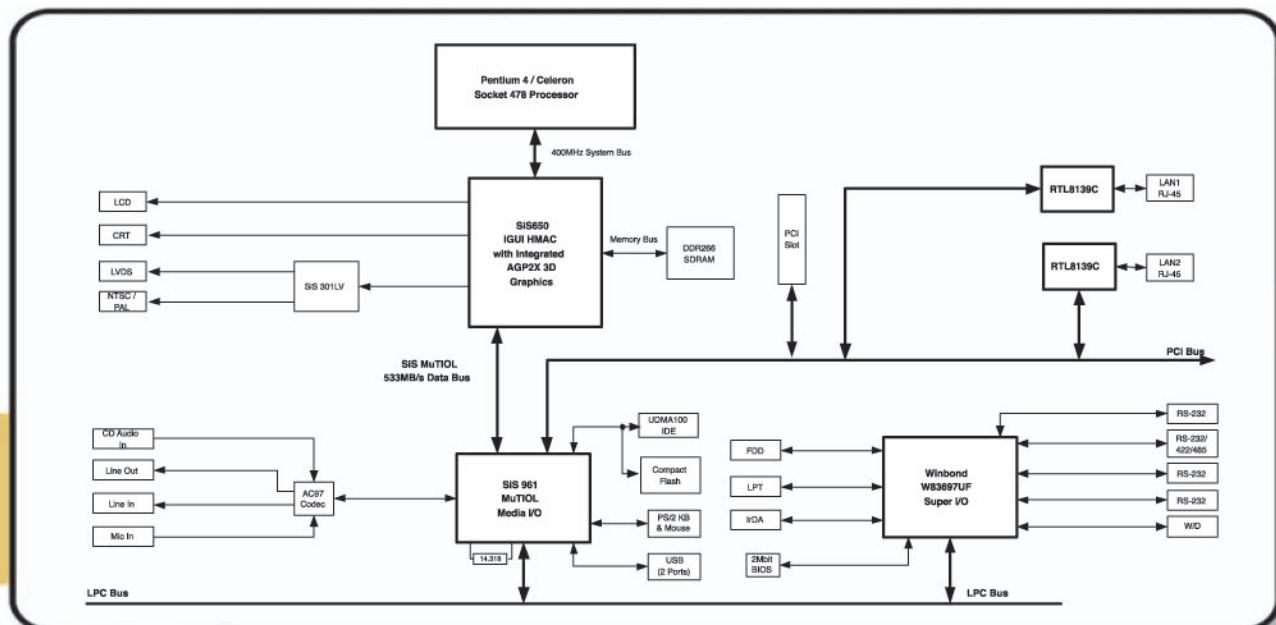 Pentium 4 / Celeron
Socket 478 Processor
400MHz System Bus
LCD
CRT
LVDS
NTSC /
PAL
SiS 301LV
SiS650
IGUI HMAC
with Integrated
AGP2X 3D
Graphics
Memory Bus
DDR266
SDRAM
PCI
Slot
RTL8139C
LAN1
RJ-45
RTL8139C
LAN2
RJ-45
PCI Bus
SiS MuTIOL
533MB/s Data Bus
CD Audio
In
Line Out
Line In
Mic In
AC97
Codec
SiS 961
MuTIOL
Media I/O
14.318
UDMA100
IDE
Compact
Flash
PS/2 KB
& Mouse
USB
(2 Ports)
FDD
LPT
IrDA
2Mbit
BIOS
Winbond
W83697UF
Super I/O
RS-232
RS-232/
422/485
RS-232
RS-232
W/D
LPC Bus
LPC Bus